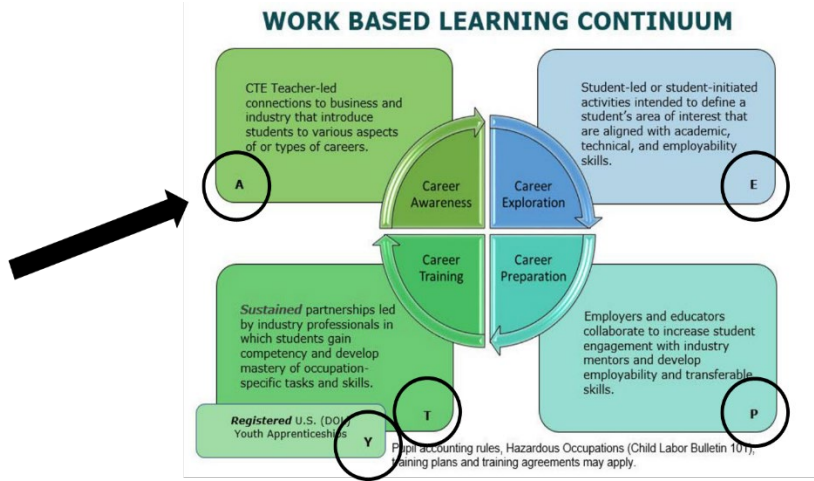 WORK BASED LEARNING CONTINUUM
CTE Teacher-led
connections to business and
industry that introduce
students to various aspects
of or types of careers.
A
Student-led or student-initiated
activities intended to define a
student's area of interest that
are aligned with academic,
technical, and employability
skills.
E
Career
Awareness
Career
Exploration
Career
Training
Career
Preparation
Sustained partnerships led
by industry professionals in
which students gain
competency and develop
mastery of occupation-
specific tasks and skills.
T
Registered U.S. (DOL)
Youth Apprenticeships
Y
Employers and educators
collaborate to increase student
engagement with industry
mentors and develop
employability and transferable
skills.
P
Pupil accounting rules, Hazardous Occupations (Child Labor Bulletin 101),
training plans and training agreements may apply.